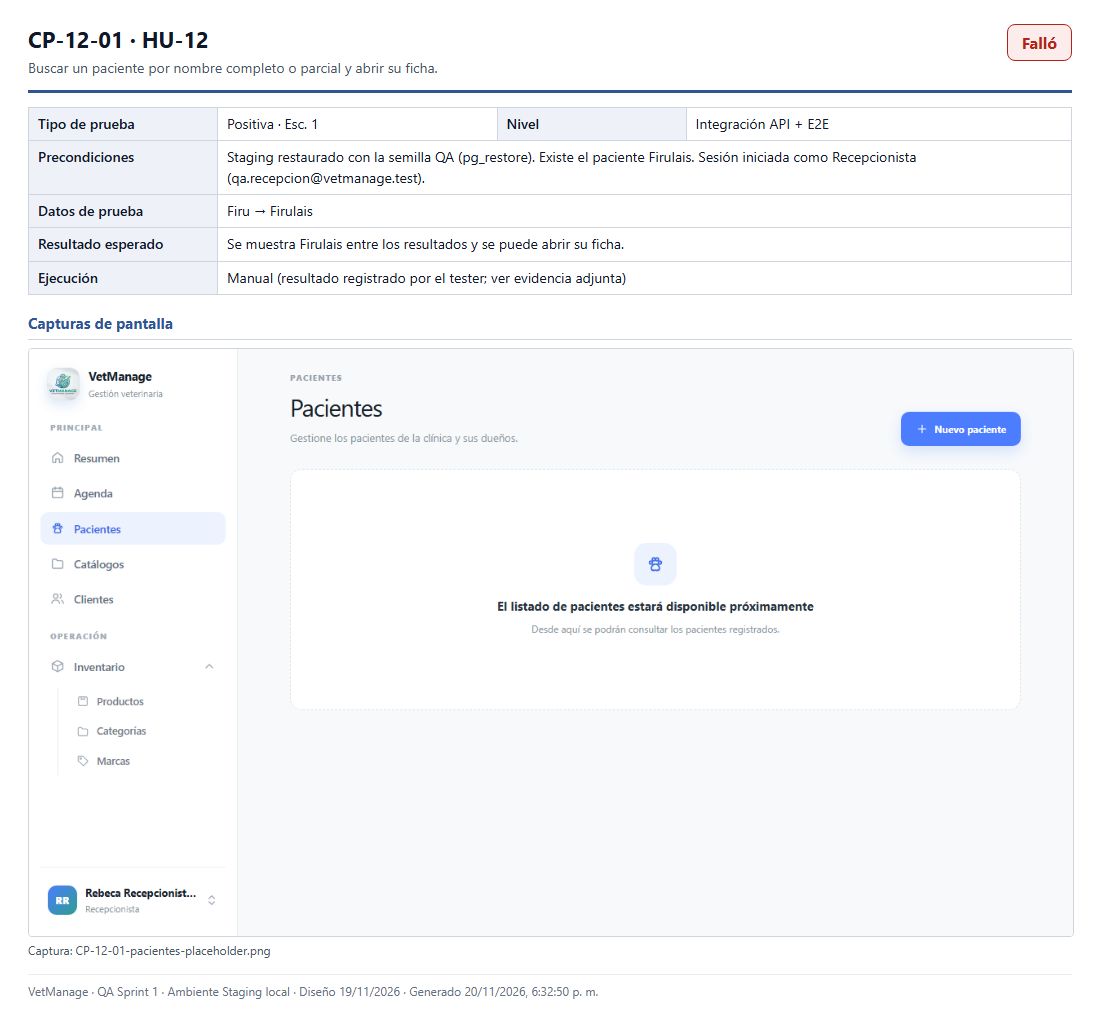 CP-12-01 · HU-12
Falló
Buscar un paciente por nombre completo o parcial y abrir su ficha.
Tipo de prueba
Positiva · Esc. 1
Nivel
Integración API + E2E
Precondiciones
Staging restaurado con la semilla QA (pg_restore). Existe el paciente Firulais. Sesión iniciada como Recepcionista
(qa.recepcion@vetmanage.test).
Datos de prueba
Firu → Firulais
Resultado esperado
Se muestra Firulais entre los resultados y se puede abrir su ficha.
Ejecución
Manual (resultado registrado por el tester; ver evidencia adjunta)
Capturas de pantalla
VETMANAGE
VetManage
Gestión veterinaria
PRINCIPAL
Resumen
Agenda
Pacientes
Catálogos
Clientes
OPERACIÓN
Inventario
Productos
Categorías
Marcas
RR
Rebeca Recepcionist...
Recepcionista
PACIENTES
Pacientes
Gestione los pacientes de la clínica y sus dueños.
+ Nuevo paciente
El listado de pacientes estará disponible próximamente
Desde aquí se podrán consultar los pacientes registrados.
Captura: CP-12-01-pacientes-placeholder.png
VetManage · QA Sprint 1 · Ambiente Staging local · Diseño 19/11/2026 · Generado 20/11/2026, 6:32:50 p. m.